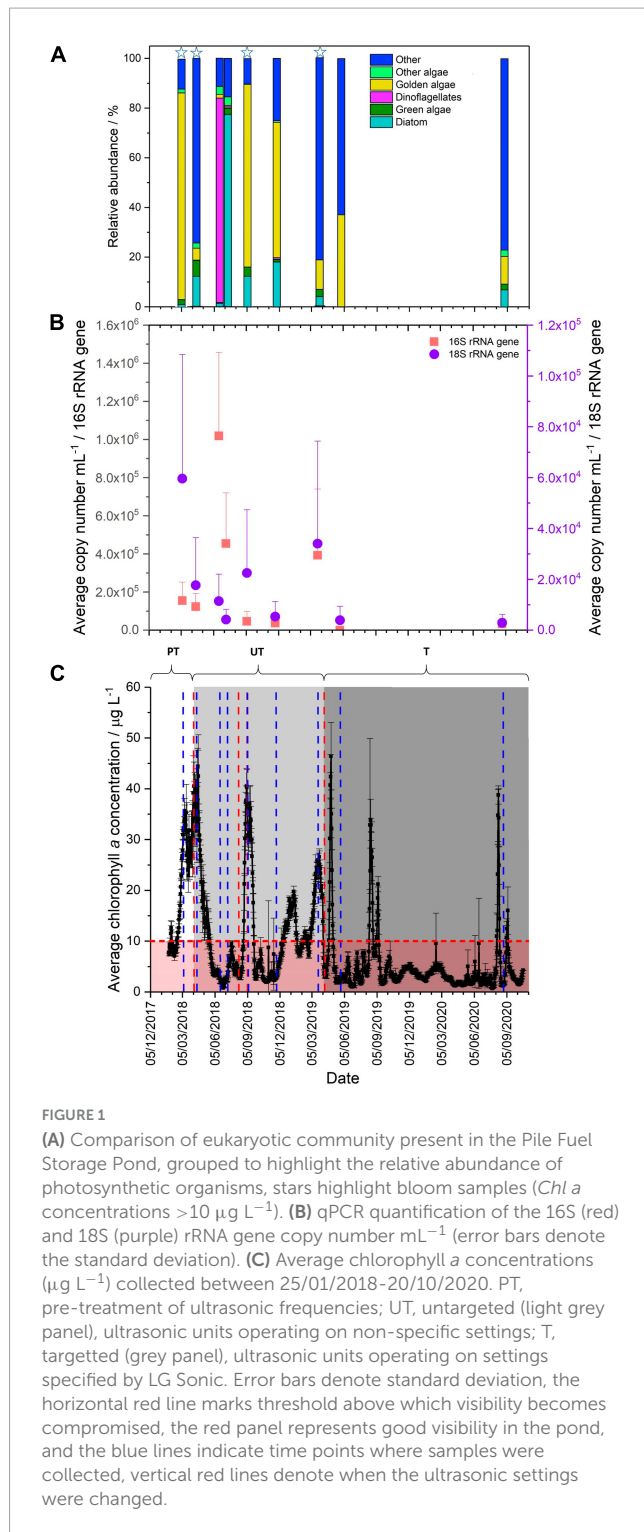 A
Relative abundance / %
100
80
60
40
20
0
Other
Other algae
Golden algae
Dinoflagellates
Green algae
Diatom
B
Average copy number mL⁻¹ / 16S rRNA gene
1.6x10⁶
1.4x10⁶
1.2x10⁶
1.0x10⁶
8.0x10⁵
6.0x10⁵
4.0x10⁵
2.0x10⁵
0.0
16S rRNA gene
18S rRNA gene
1.2x10⁵
1.0x10⁵
8.0x10⁴
6.0x10⁴
4.0x10⁴
2.0x10⁴
0.0
Average copy number mL⁻¹ / 18S rRNA gene
C
PT UT T
Average chlorophyll a concentration / µg L⁻¹
60
50
40
30
20
10
0
05/12/2017
05/03/2018
05/06/2018
05/09/2018
05/12/2018
05/03/2019
05/06/2019
05/09/2019
05/12/2019
05/03/2020
05/06/2020
05/09/2020
Date
FIGURE 1
(A) Comparison of eukaryotic community present in the Pile Fuel
Storage Pond, grouped to highlight the relative abundance of
photosynthetic organisms, stars highlight bloom samples (Chl a
concentrations >10 µg L⁻¹). (B) qPCR quantification of the 16S (red)
and 18S (purple) rRNA gene copy number mL⁻¹ (error bars denote
the standard deviation). (C) Average chlorophyll a concentrations
(µg L⁻¹) collected between 25/01/2018-20/10/2020. PT,
pre-treatment of ultrasonic frequencies; UT, untargeted (light grey
panel), ultrasonic units operating on non-specific settings; T,
targetted (grey panel), ultrasonic units operating on settings
specified by LG Sonic. Error bars denote standard deviation, the
horizontal red line marks threshold above which visibility becomes
compromised, the red panel represents good visibility in the pond,
and the blue lines indicate time points where samples were
collected, vertical red lines denote when the ultrasonic settings
were changed.